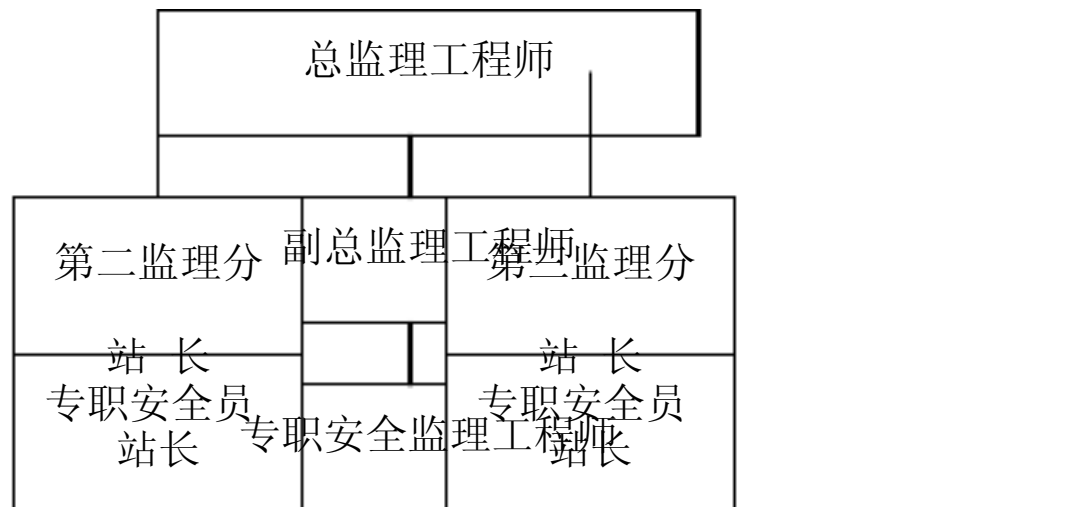 总监理工程师
副总监理工程师
第二监理分
第三监理分
站 长
站 长
专职安全员
专职安全员
专职安全监理工程师
站长
站长